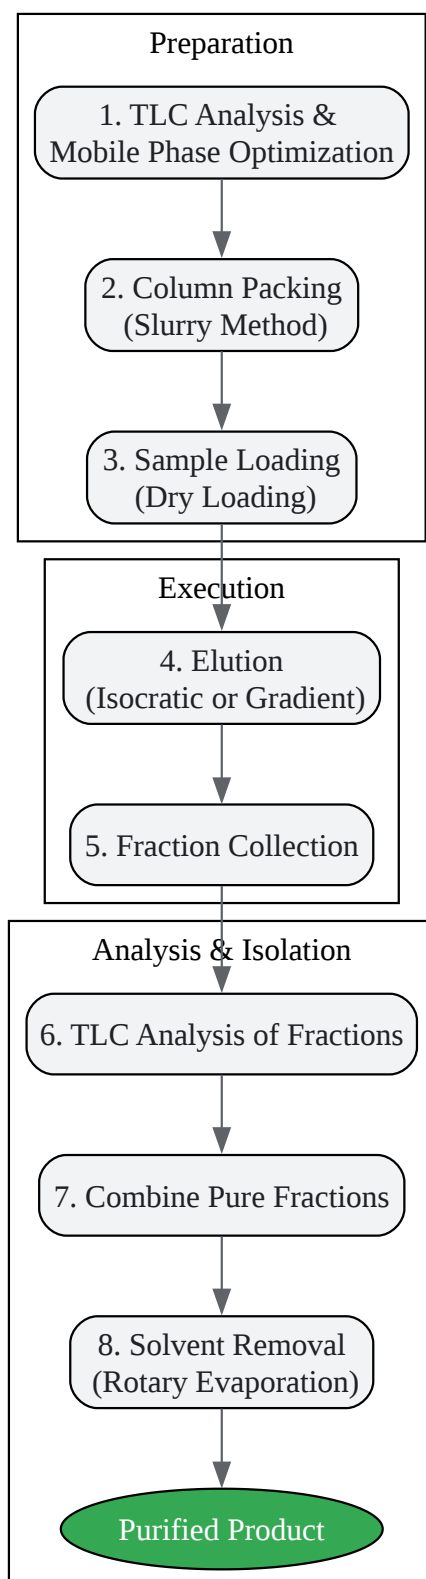 Preparation
1. TLC Analysis &
Mobile Phase Optimization
2. Column Packing
(Slurry Method)
3. Sample Loading
(Dry Loading)
Execution
4. Elution
(Isocratic or Gradient)
5. Fraction Collection
Analysis & Isolation
6. TLC Analysis of Fractions
7. Combine Pure Fractions
8. Solvent Removal
(Rotary Evaporation)
Purified Product